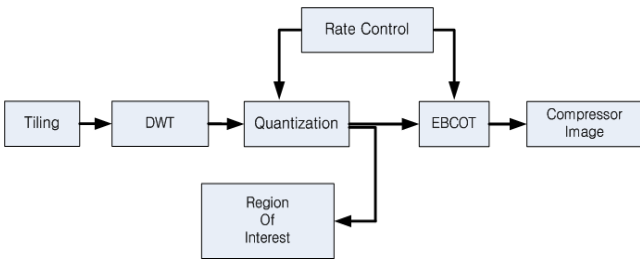 Rate Control
Tiling
DWT
Quantization
EBCOT
Compressor
Image
Region
Of
Interest